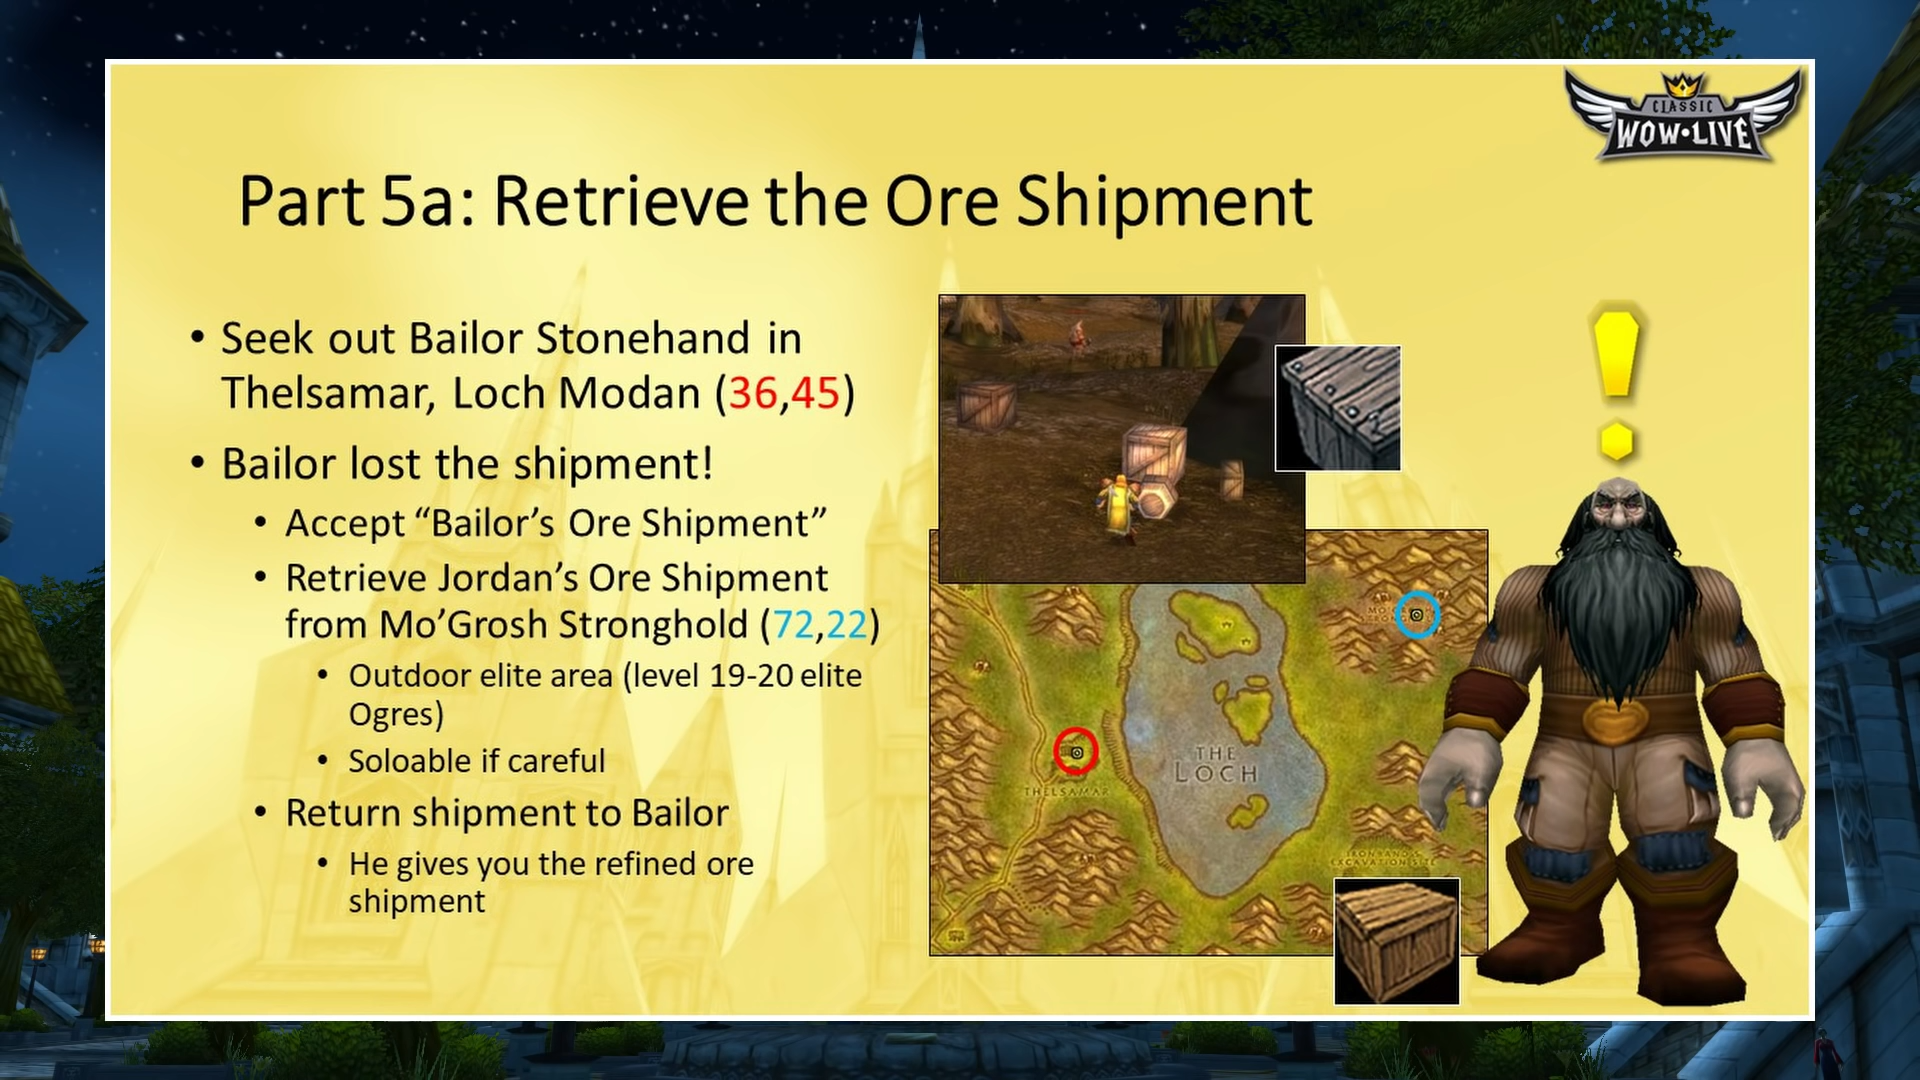 CLASSIC
WOW•LIVE
Part 5a: Retrieve the Ore Shipment
• Seek out Bailor Stonehand in
Thelsamar, Loch Modan (36,45)
• Bailor lost the shipment!
• Accept “Bailor’s Ore Shipment”
• Retrieve Jordan’s Ore Shipment
from Mo’Grosh Stronghold (72,22)
• Outdoor elite area (level 19-20 elite
Ogres)
• Soloable if careful
• Return shipment to Bailor
• He gives you the refined ore
shipment
THE
LOCH
THELSAMAR
IRONBAND'S
EXCAVATION SITE